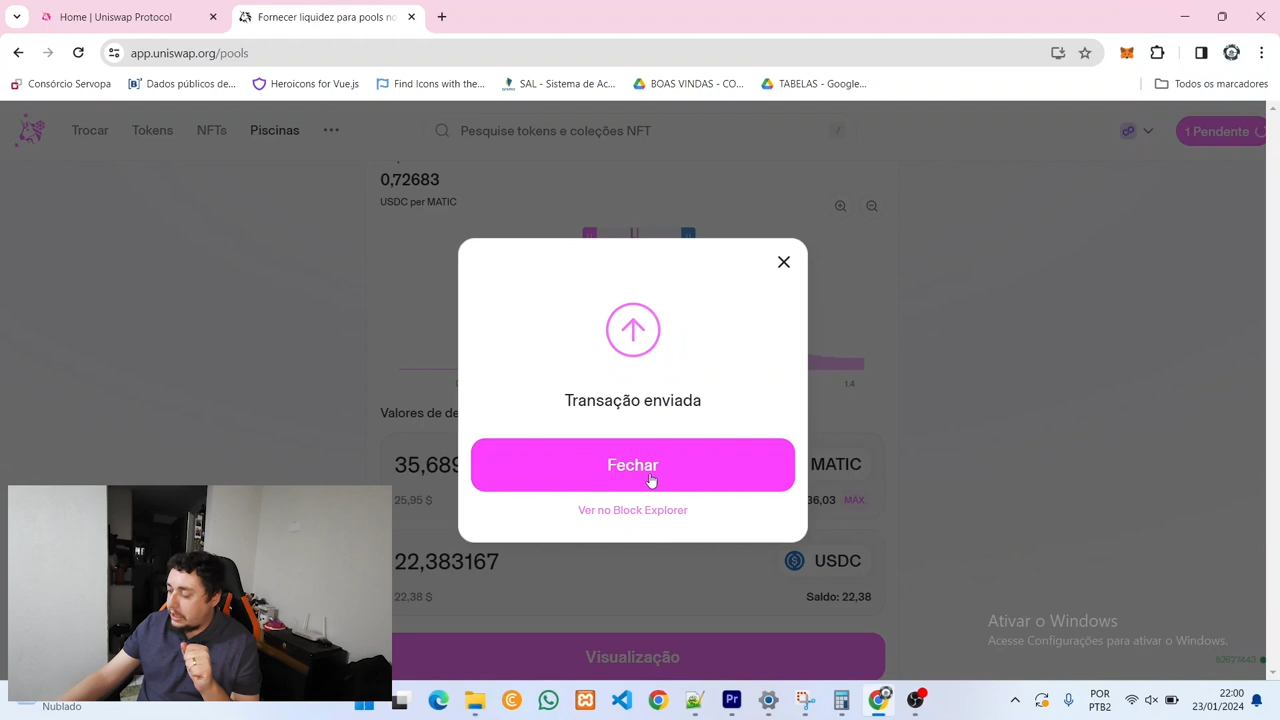 Home | Uniswap Protocol
Fornecer liquidez para pools no
app.uniswap.org/pools
Consórcio Servopa
Dados públicos de...
Heroicons for Vue.js
Find Icons with the...
SAL - Sistema de Ac...
BOAS VINDAS - CO...
TABELAS - Google...
Todos os marcadores
Trocar
Tokens
NFTs
Piscinas
Pesquise tokens e coleções NFT
/
1 Pendente
0,72683
USDC per MATIC
1.4
Transação enviada
Valores de de
Fechar
35,689
MATIC
25,95 $
36,03 MÁX.
Ver no Block Explorer
22,383167
USDC
22,38 $
Saldo: 22,38
Ativar o Windows
Acesse Configurações para ativar o Windows.
Visualização
Nublado
POR
PTB2
22:00
23/01/2024